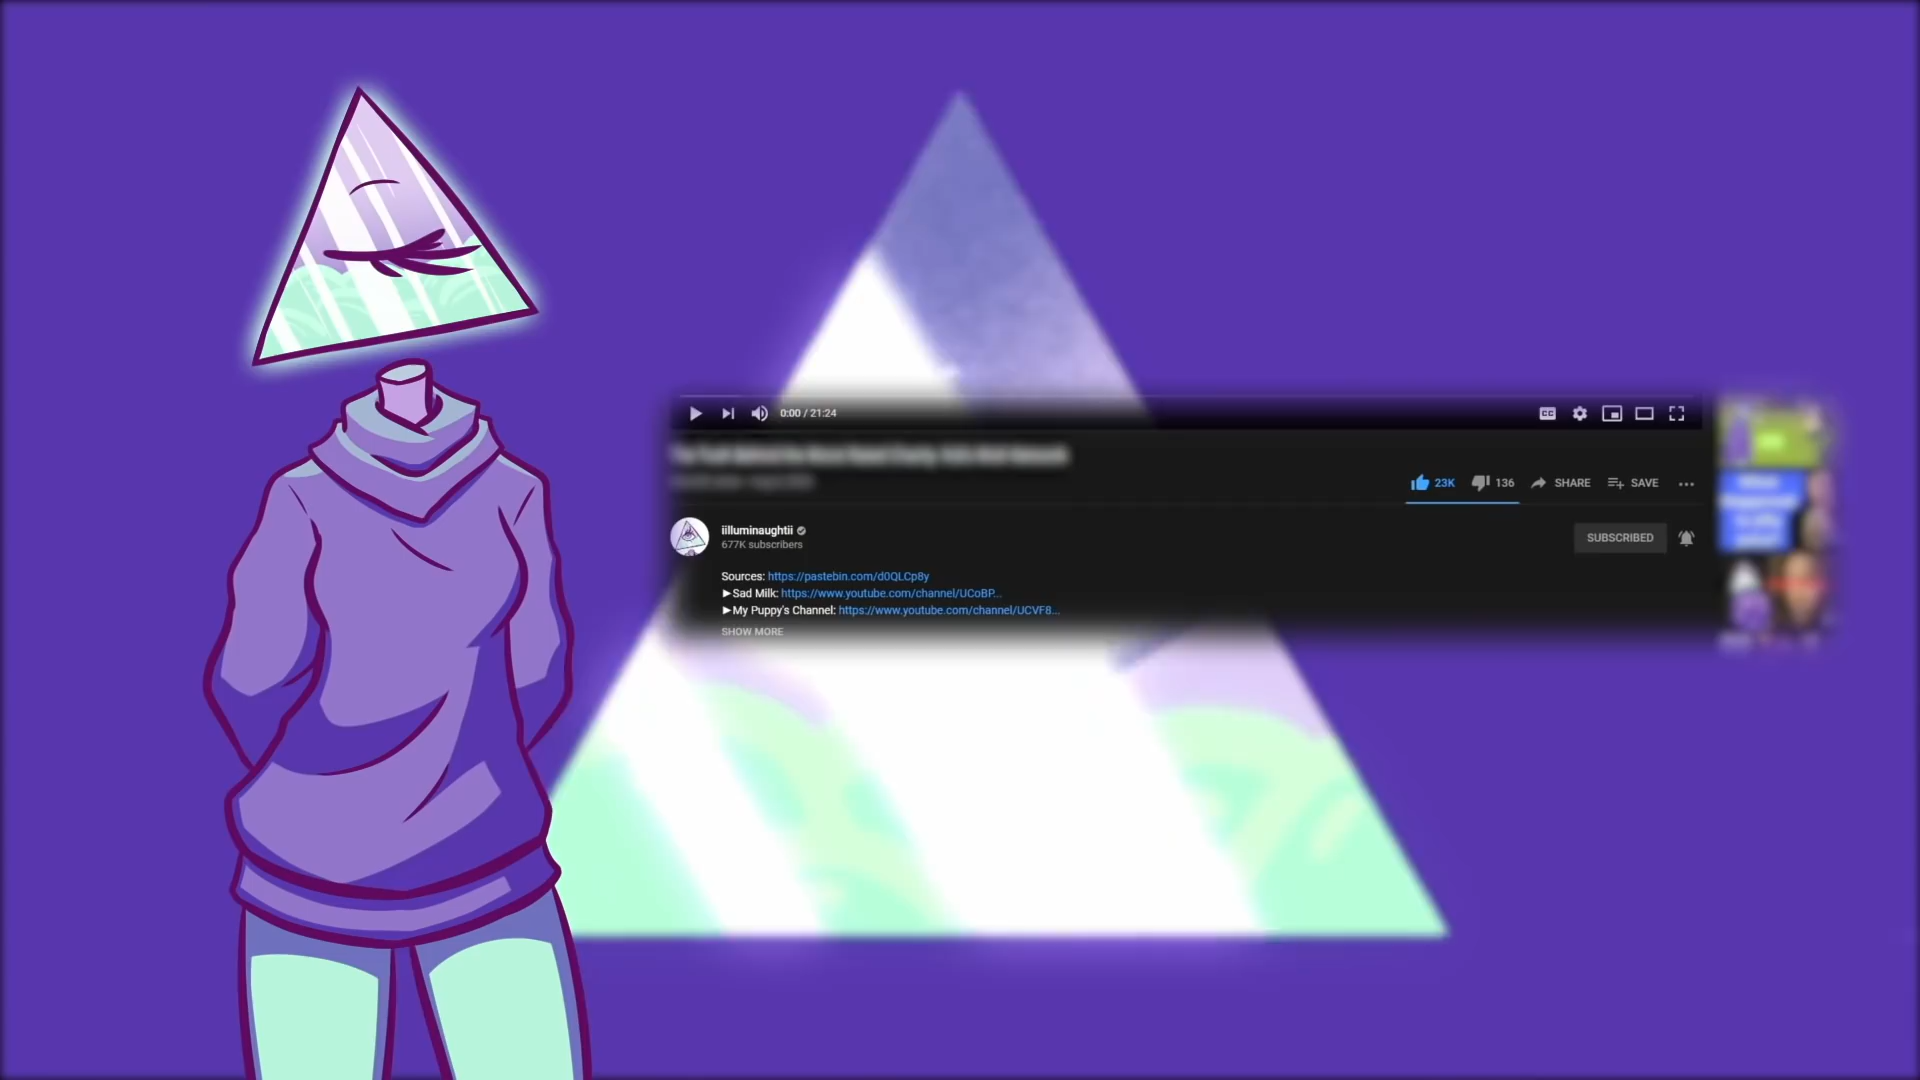 0:00 / 21:24
CC
23K 136 SHARE SAVE
iilluminaughtii
677K subscribers
SUBSCRIBED
Sources: https://pastebin.com/d0QLCp8y
►Sad Milk: https://www.youtube.com/channel/UCoBP...
►My Puppy's Channel: https://www.youtube.com/channel/UCVF8...
SHOW MORE